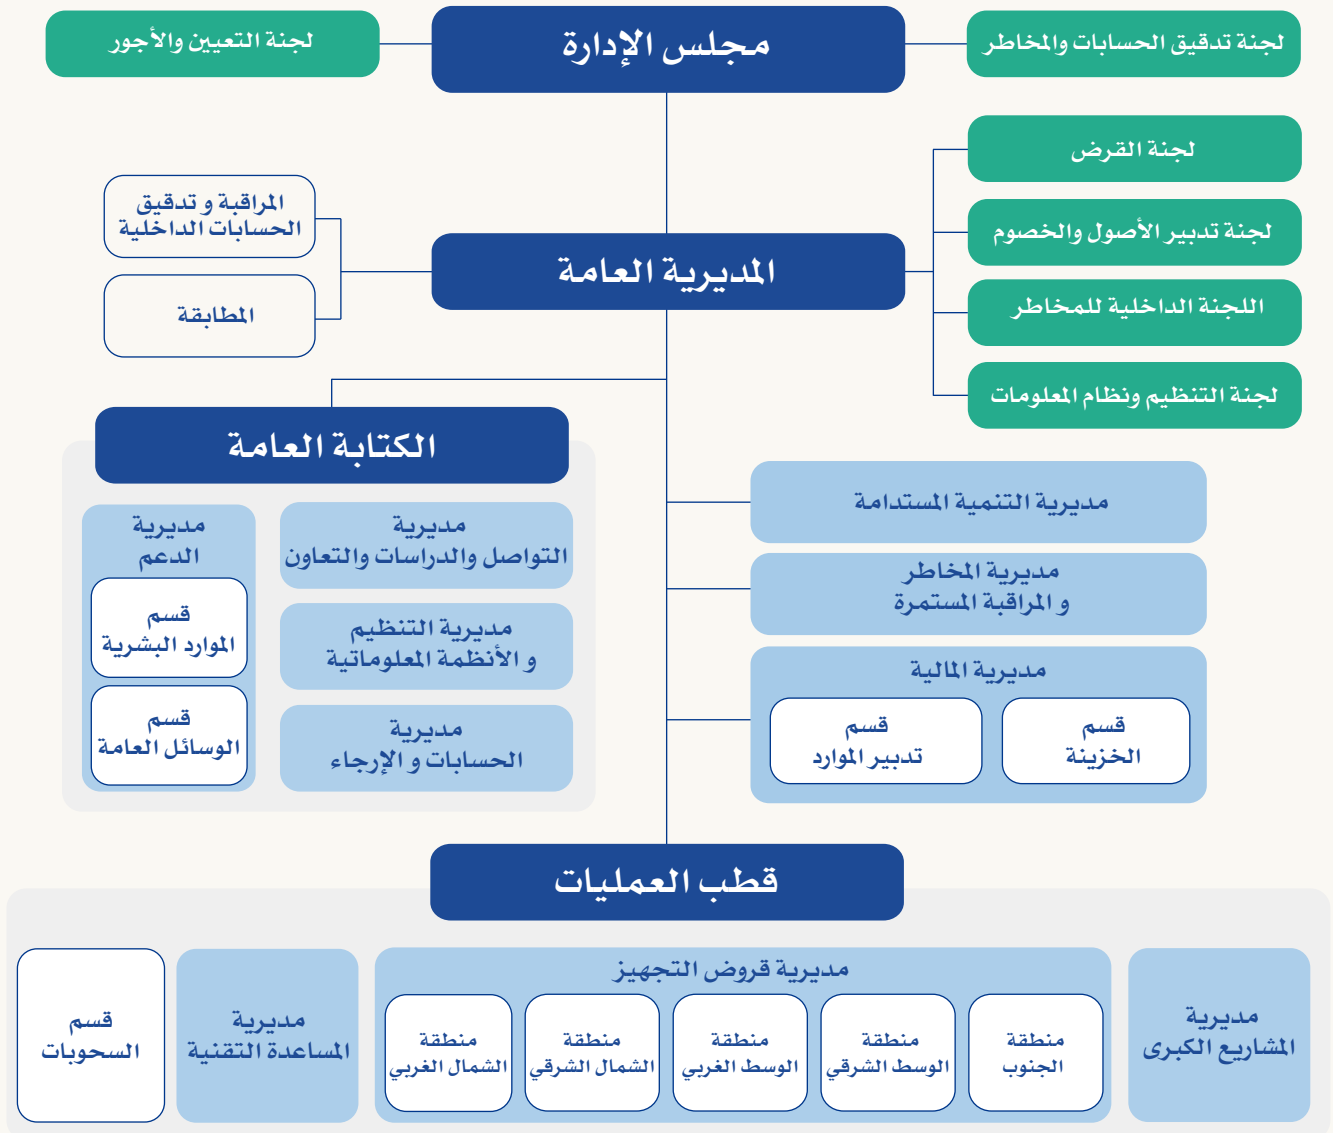 لجنة تدقيق الحسابات والمخاطر
مجلس الإدارة
لجنة التعيين والأجور
لجنة القرض
لجنة تدبير الأصول والخصوم
اللجنة الداخلية للمخاطر
لجنة التنظيم ونظام المعلومات
المديرية العامة
المراقبة و تدقيق
الحسابات الداخلية
المطابقة
مديرية التنمية المستدامة
مديرية المخاطر
و المراقبة المستمرة
مديرية المالية
قسم
الخزينة
قسم
تدبير الموارد
الكتابة العامة
مديرية
التواصل والدراسات والتعاون
مديرية التنظيم
و الأنظمة المعلوماتية
مديرية
الحسابات و الإرجاء
مديرية
الدعم
قسم
الموارد البشرية
قسم
الوسائل العامة
قطب العمليات
مديرية
المشاريع الكبرى
مديرية قروض التجهيز
منطقة
الجنوب
منطقة
الوسط الشرقي
منطقة
الوسط الغربي
منطقة
الشمال الشرقي
منطقة
الشمال الغربي
مديرية
المساعدة التقنية
قسم
السحوبات